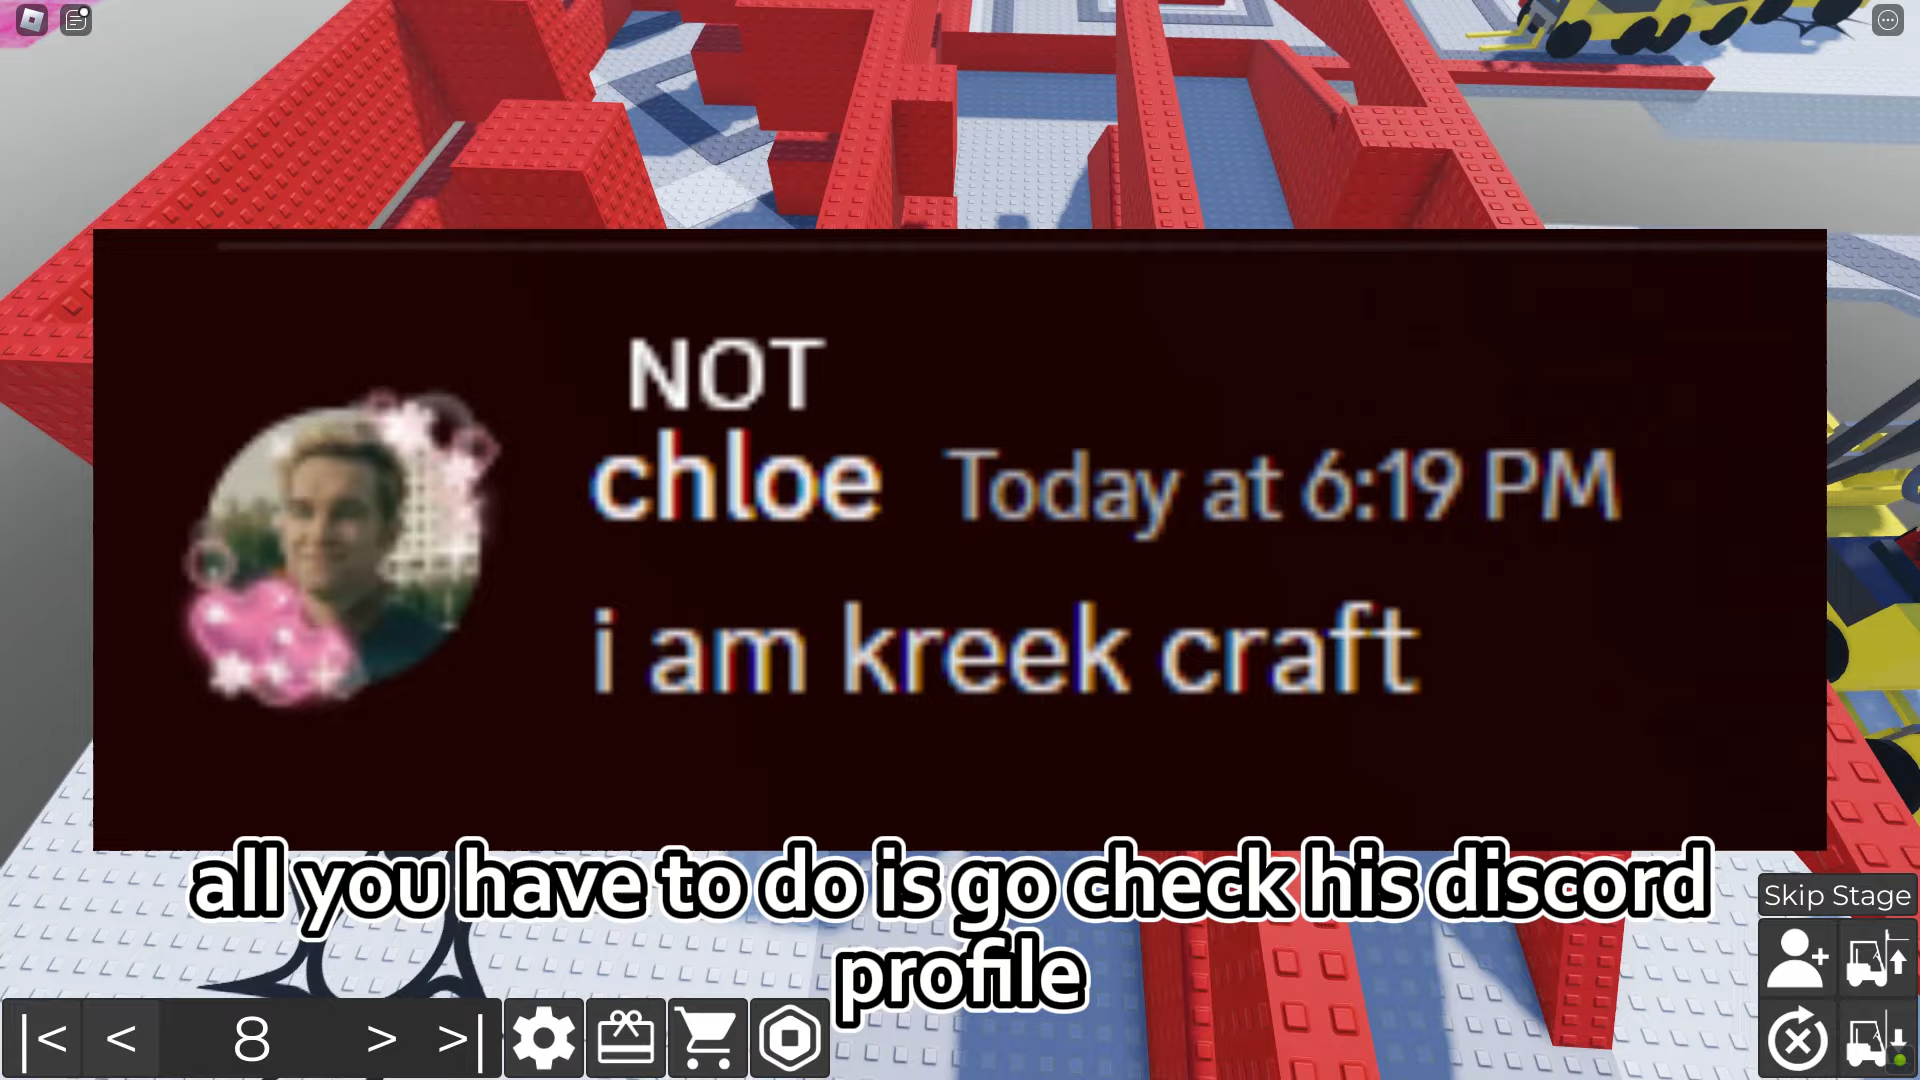 NOT
chloe Today at 6:19 PM
i am kreek craft
all you have to do is go check his discord
profile
Skip Stage
|< < 8 > >|